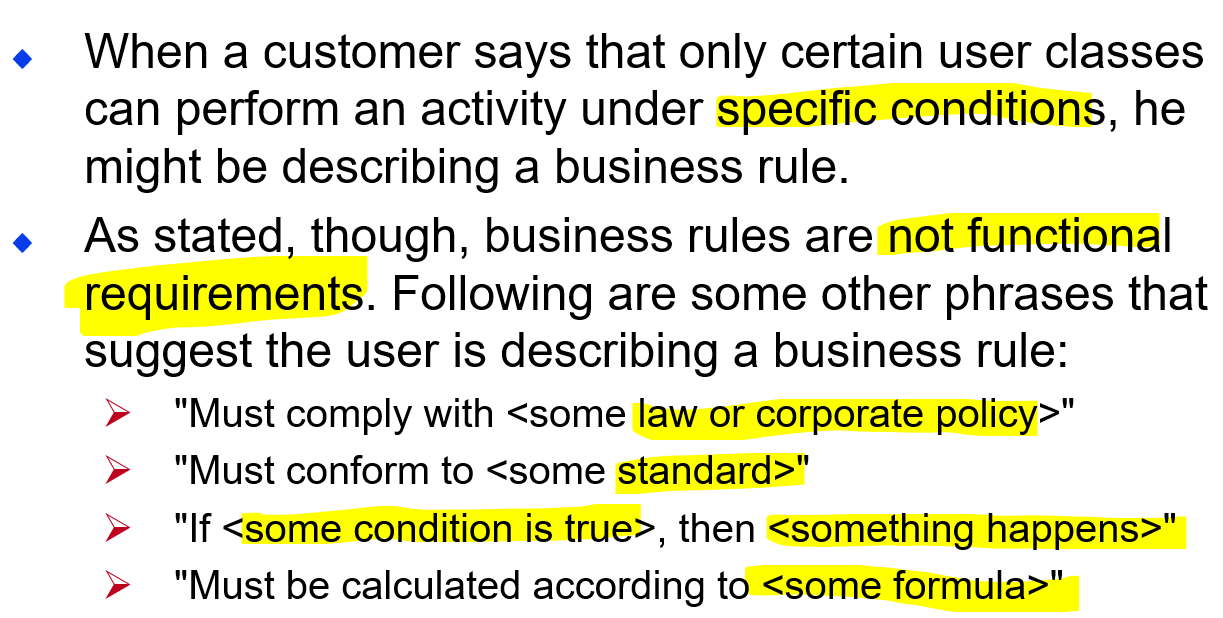 When a customer says that only certain user classes
can perform an activity under specific conditions, he
might be describing a business rule.
As stated, though, business rules are not functional
requirements. Following are some other phrases that
suggest the user is describing a business rule:
"Must comply with <some law or corporate policy>"
"Must conform to <some standard>"
"If <some condition is true>, then <something happens>"
"Must be calculated according to <some formula>"